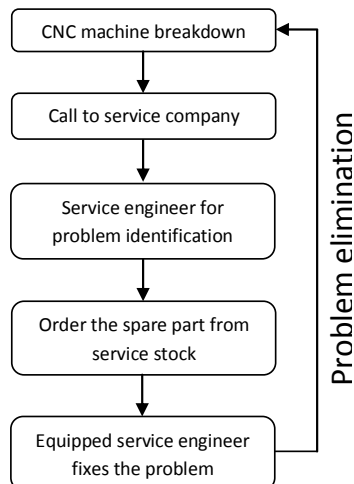 CNC machine breakdown
Call to service company
Service engineer for
problem identification
Order the spare part from
service stock
Equipped service engineer
fixes the problem
Problem elimination